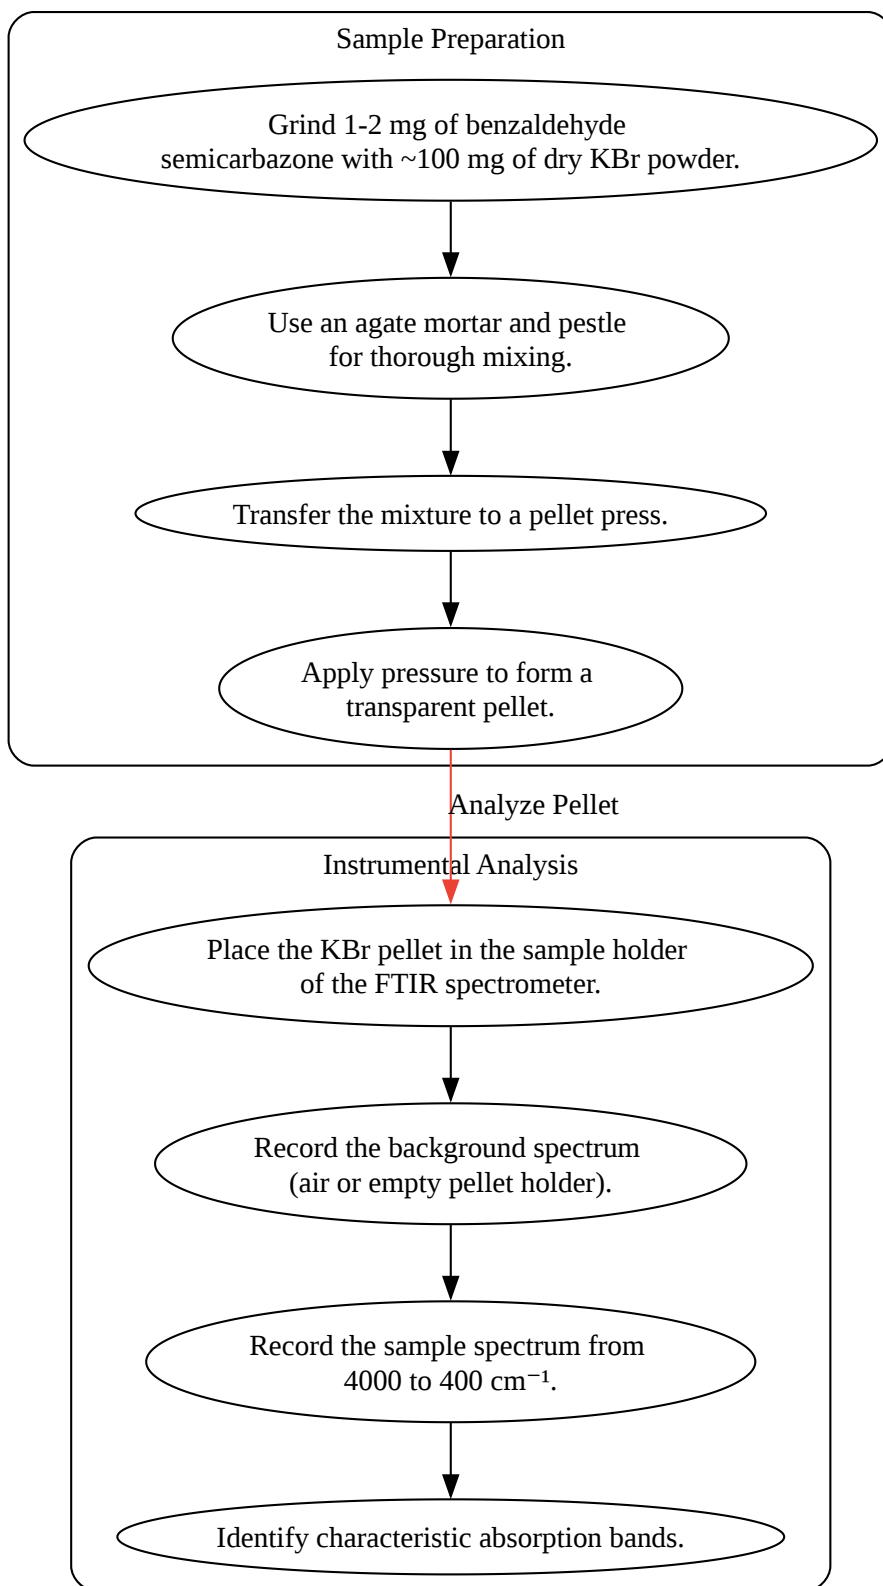 Sample Preparation
Grind 1-2 mg of benzaldehyde
semicarbazone with ~100 mg of dry KBr powder.
Use an agate mortar and pestle
for thorough mixing.
Transfer the mixture to a pellet press.
Apply pressure to form a
transparent pellet.
Analyze Pellet
Instrumental Analysis
Place the KBr pellet in the sample holder
of the FTIR spectrometer.
Record the background spectrum
(air or empty pellet holder).
Record the sample spectrum from
4000 to 400 cm⁻¹.
Identify characteristic absorption bands.